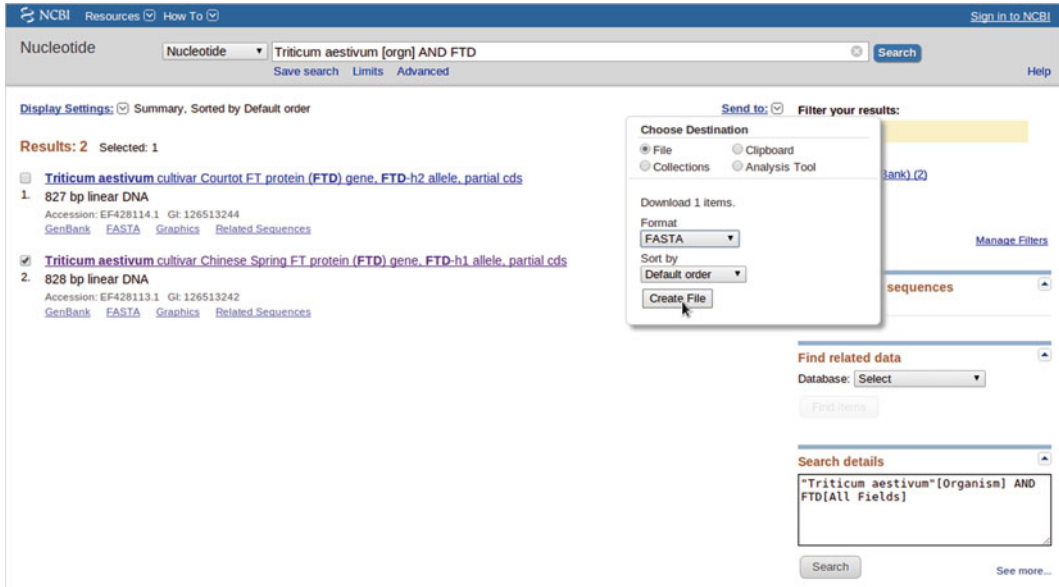 NCBI Resources How To Sign in to NCBI
Nucleotide Nucleotide Triticum aestivum [orgn] AND FTD Search
Save search Limits Advanced Help
Display Settings: Summary, Sorted by Default order Send to: Filter your results:
Results: 2 Selected: 1
Triticum aestivum cultivar Courtot FT protein (FTD) gene, FTD-h2 allele, partial cds
1. 827 bp linear DNA
Accession: EF428114.1 GI: 126513244
GenBank FASTA Graphics Related Sequences
Triticum aestivum cultivar Chinese Spring FT protein (FTD) gene, FTD-h1 allele, partial cds
2. 828 bp linear DNA
Accession: EF428113.1 GI: 126513242
GenBank FASTA Graphics Related Sequences
Choose Destination
File Clipboard
Collections Analysis Tool
Download 1 items.
Format
FASTA
Sort by
Default order
Create File
Bank) (2)
Manage Filters
sequences
Find related data
Database: Select
Find items
Search details
"Triticum aestivum"[Organism] AND
FTD[All Fields]
Search See more...